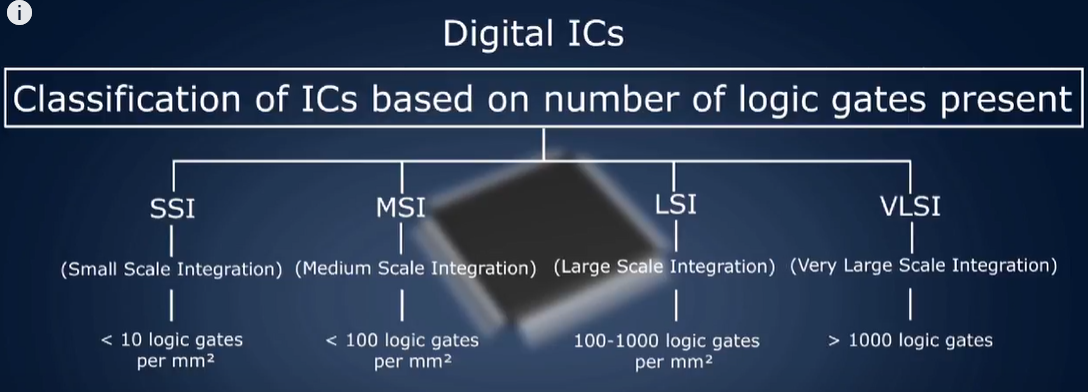 i
Digital ICs
Classification of ICs based on number of logic gates present
SSI
(Small Scale Integration)
< 10 logic gates
per mm²
MSI
(Medium Scale Integration)
< 100 logic gates
per mm²
LSI
(Large Scale Integration)
100-1000 logic gates
per mm²
VLSI
(Very Large Scale Integration)
> 1000 logic gates